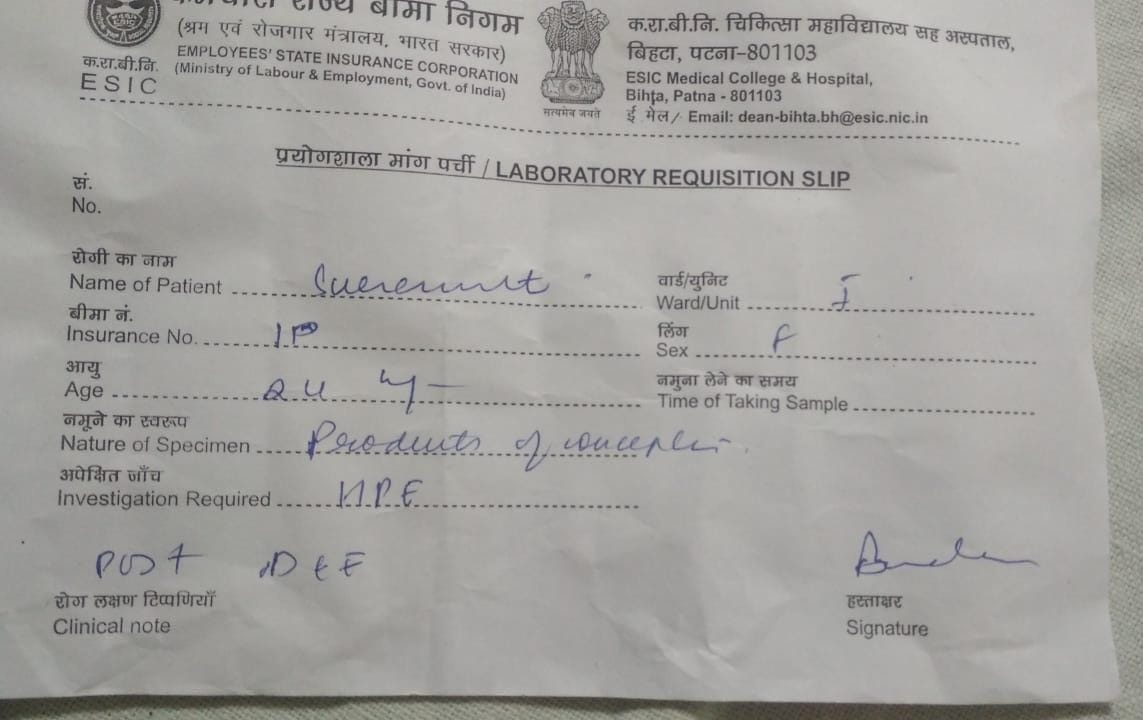 राज्य बीमा निगम
(श्रम एवं रोजगार मंत्रालय, भारत सरकार)
EMPLOYEES' STATE INSURANCE CORPORATION
(Ministry of Labour & Employment, Govt. of India)
क.रा.बी.नि.
ESIC
सत्यमेव जयते
क.रा.बी.नि. चिकित्सा महाविद्यालय सह अस्पताल,
बिहटा, पटना-801103
ESIC Medical College & Hospital,
Bihta, Patna - 801103
ई मेल/ Email: dean-bihta.bh@esic.nic.in
प्रयोगशाला मांग पर्ची / LABORATORY REQUISITION SLIP
सं.
No.
रोगी का नाम
Name of Patient
वार्ड/युनिट
Ward/Unit I
बीमा नं.
Insurance No. IP
लिंग
Sex F
आयु
Age
नमुना लेने का समय
Time of Taking Sample
नमूने का स्वरूप
Nature of Specimen Products of conception
अपेक्षित जाँच
Investigation Required HPE
POST D & E
रोग लक्षण टिप्पणियाँ
Clinical note
हस्ताक्षर
Signature